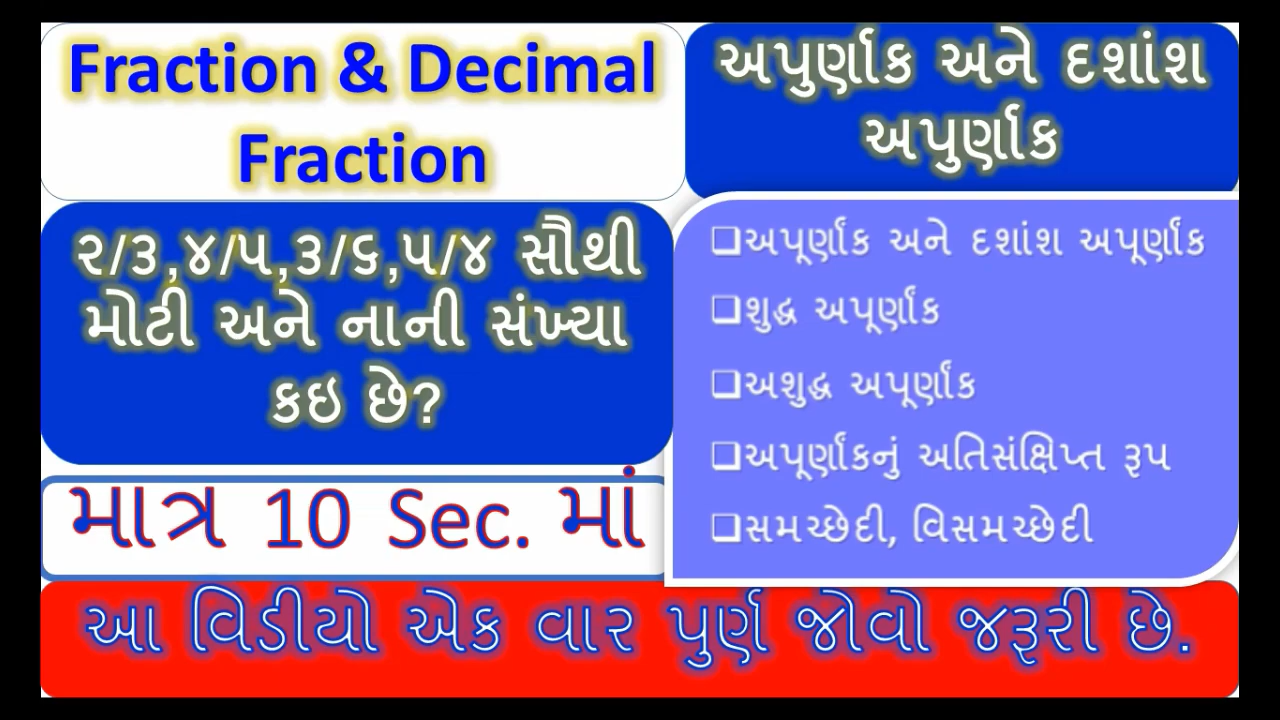 Fraction & Decimal
Fraction
અપુર્ણાક અને દશાંશ
અપુર્ણાક
૨/૩,૪/૫,૩/૬,૫/૪ સૌથી
મોટી અને નાની સંખ્યા
કઇ છે?
માત્ર 10 Sec. માં
❑અપૂર્ણાંક અને દશાંશ અપૂર્ણાંક
❑શુદ્ધ અપૂર્ણાંક
❑અશુદ્ધ અપૂર્ણાંક
❑અપૂર્ણાંકનું અતિસંક્ષિપ્ત રૂપ
❑સમચ્છેદી, વિસમચ્છેદી
આ વિડીયો એક વાર પુર્ણ જોવો જરૂરી છે.